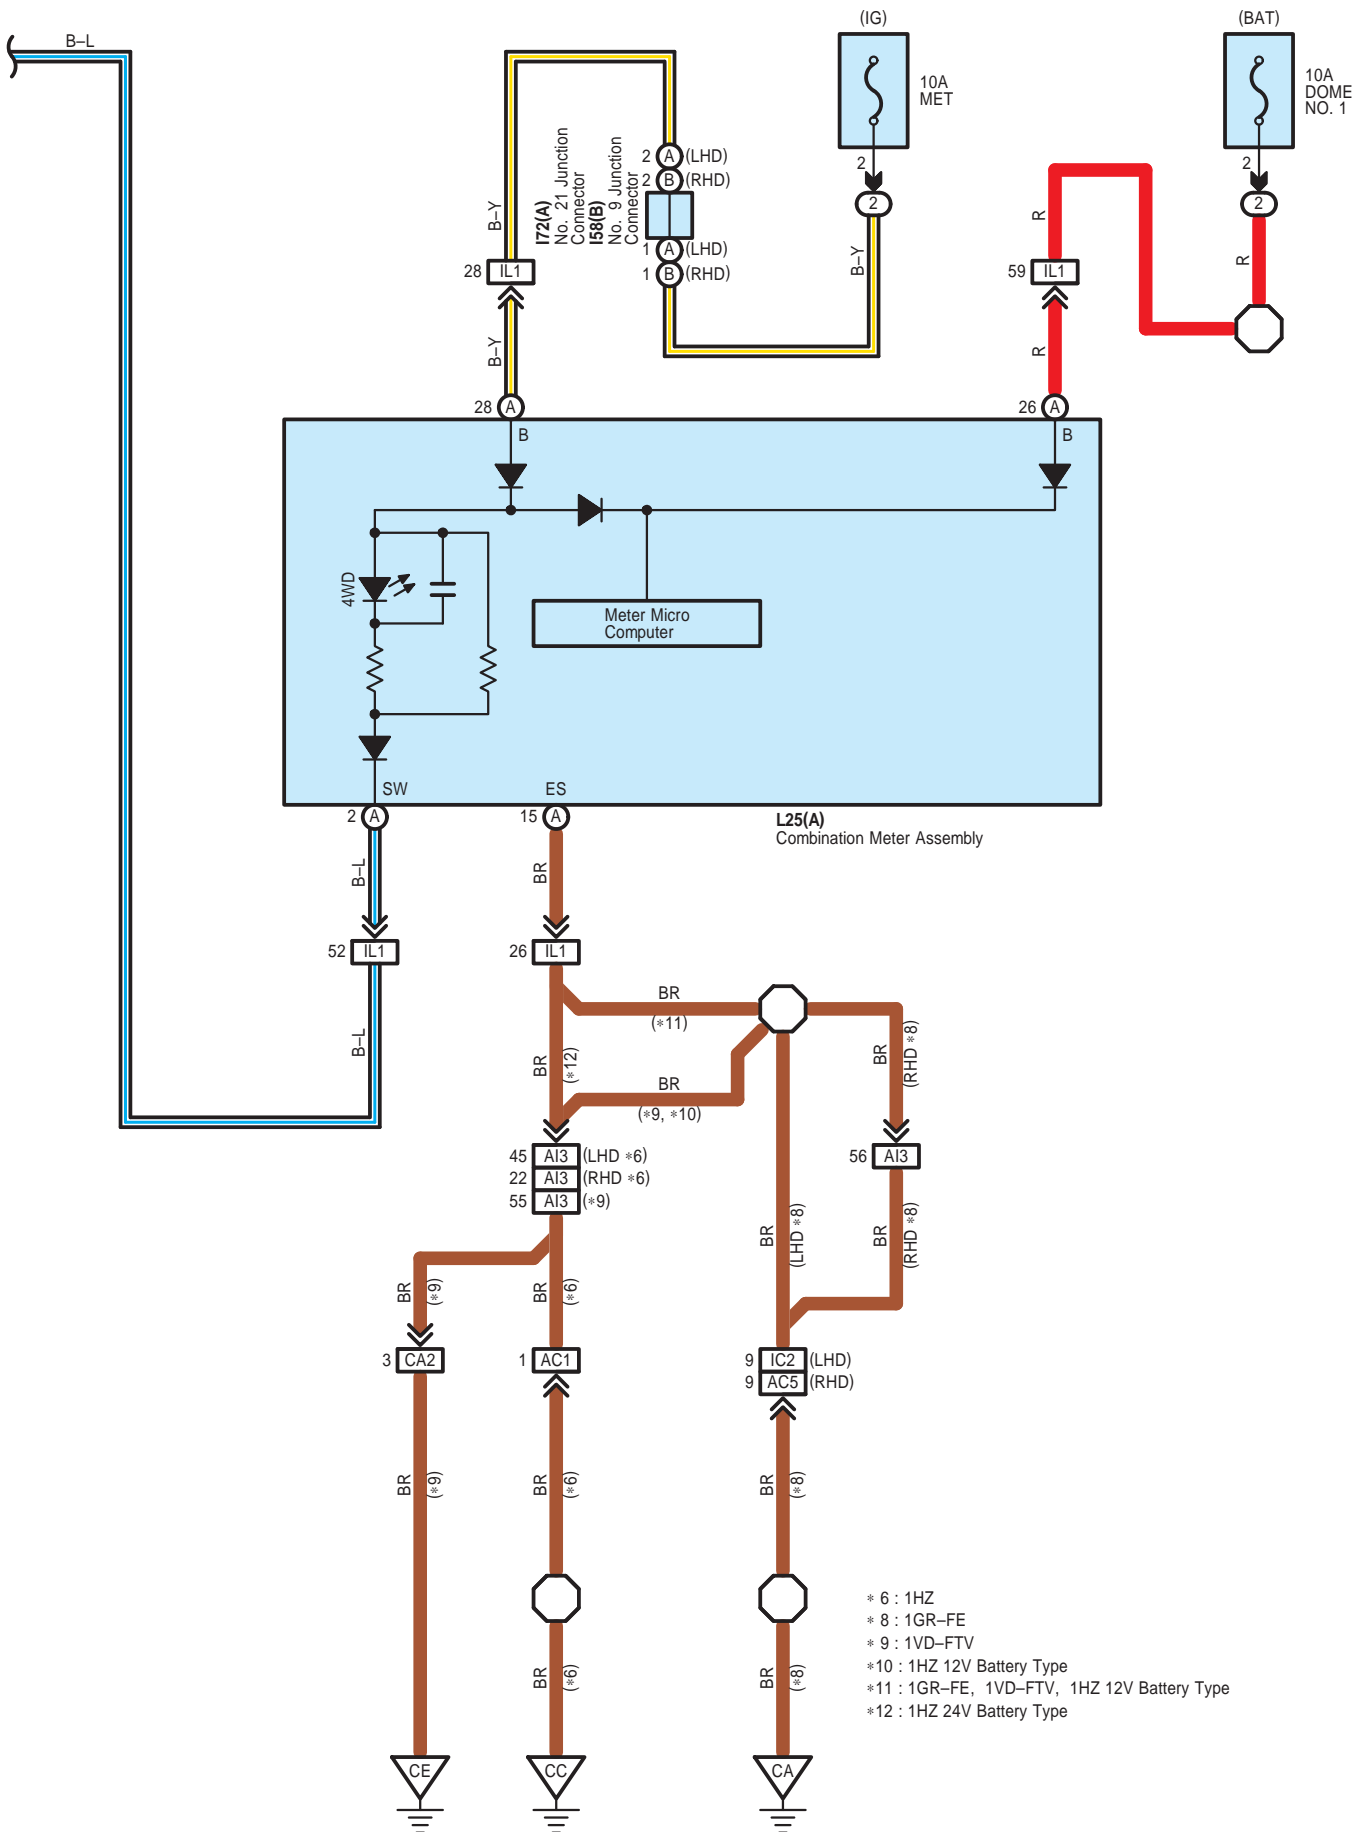 B–L
(IG)
(BAT)
10A
MET
10A
DOME
NO. 1
2
2
2
2
B–Y
I72(A)
No. 21 Junction
Connector
I58(B)
No. 9 Junction
Connector
2 A (LHD)
2 B (RHD)
1 A (LHD)
1 B (RHD)
B–Y
R
R
28 IL1
59 IL1
B–Y
R
28 A
26 A
B
B
4WD
Meter Micro
Computer
SW
ES
2 A
15 A
L25(A)
Combination Meter Assembly
B–L
BR
52 IL1
26 IL1
B–L
BR
(*11)
BR
(*12)
BR
(*9, *10)
BR
(RHD *8)
45 AI3 (LHD *6)
22 AI3 (RHD *6)
55 AI3 (*9)
56 AI3
BR
(*9)
BR
(*6)
BR
(LHD *8)
BR
(RHD *8)
3 CA2
1 AC1
9 IC2 (LHD)
9 AC5 (RHD)
BR
(*9)
BR
(*6)
BR
(*8)
BR
(*6)
BR
(*8)
* 6 : 1HZ
* 8 : 1GR–FE
* 9 : 1VD–FTV
*10 : 1HZ 12V Battery Type
*11 : 1GR–FE, 1VD–FTV, 1HZ 12V Battery Type
*12 : 1HZ 24V Battery Type
CE
CC
CA